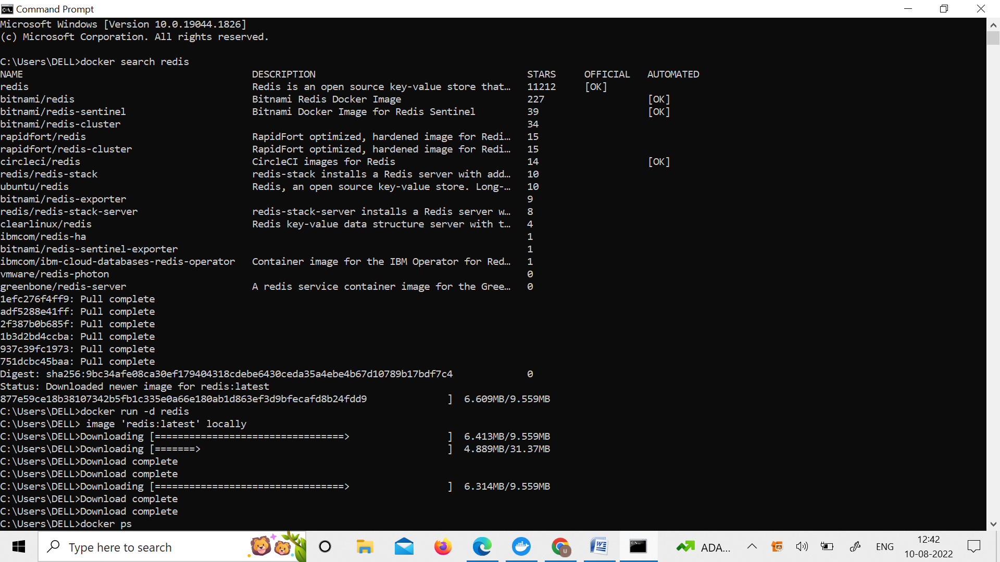 Command Prompt
Microsoft Windows [Version 10.0.19044.1826]
(c) Microsoft Corporation. All rights reserved.
C:\Users\DELL>docker search redis
NAME DESCRIPTION STARS OFFICIAL AUTOMATED
redis Redis is an open source key-value store that… 11212 [OK]
bitnami/redis Bitnami Redis Docker Image 227 [OK]
bitnami/redis-sentinel Bitnami Docker Image for Redis Sentinel 39 [OK]
bitnami/redis-cluster 34
rapidfort/redis RapidFort optimized, hardened image for Redi… 15
rapidfort/redis-cluster RapidFort optimized, hardened image for Redi… 15
circleci/redis CircleCI images for Redis 14 [OK]
redis/redis-stack redis-stack installs a Redis server with add… 10
ubuntu/redis Redis, an open source key-value store. Long-… 10
bitnami/redis-exporter 9
redis/redis-stack-server redis-stack-server installs a Redis server w… 8
clearlinux/redis Redis key-value data structure server with t… 4
ibmcom/redis-ha 1
bitnami/redis-sentinel-exporter 1
ibmcom/ibm-cloud-databases-redis-operator Container image for the IBM Operator for Red… 1
vmware/redis-photon 0
greenbone/redis-server A redis service container image for the Gree… 0
1efc276f4ff9: Pull complete
adf5288e41ff: Pull complete
2f387b0b685f: Pull complete
1b3d2bd4ccba: Pull complete
937c39fc1973: Pull complete
751dcbc45baa: Pull complete
Digest: sha256:9bc34afe08ca30ef179404318cdebe6430ceda35a4ebe4b67d10789b17bdf7c4 0
Status: Downloaded newer image for redis:latest
877e59ce18b38107342b5fb1c335e0a66e180ab1d863ef3d9bfecafd8b24fdd9 ] 6.609MB/9.559MB
C:\Users\DELL>docker run -d redis
C:\Users\DELL> image 'redis:latest' locally
C:\Users\DELL>Downloading [=================================> ] 6.413MB/9.559MB
C:\Users\DELL>Downloading [=======> ] 4.889MB/31.37MB
C:\Users\DELL>Download complete
C:\Users\DELL>Download complete
C:\Users\DELL>Downloading [=================================> ] 6.314MB/9.559MB
C:\Users\DELL>Download complete
C:\Users\DELL>Download complete
C:\Users\DELL>docker ps
Type here to search
ADA...
ENG
12:42
10-08-2022